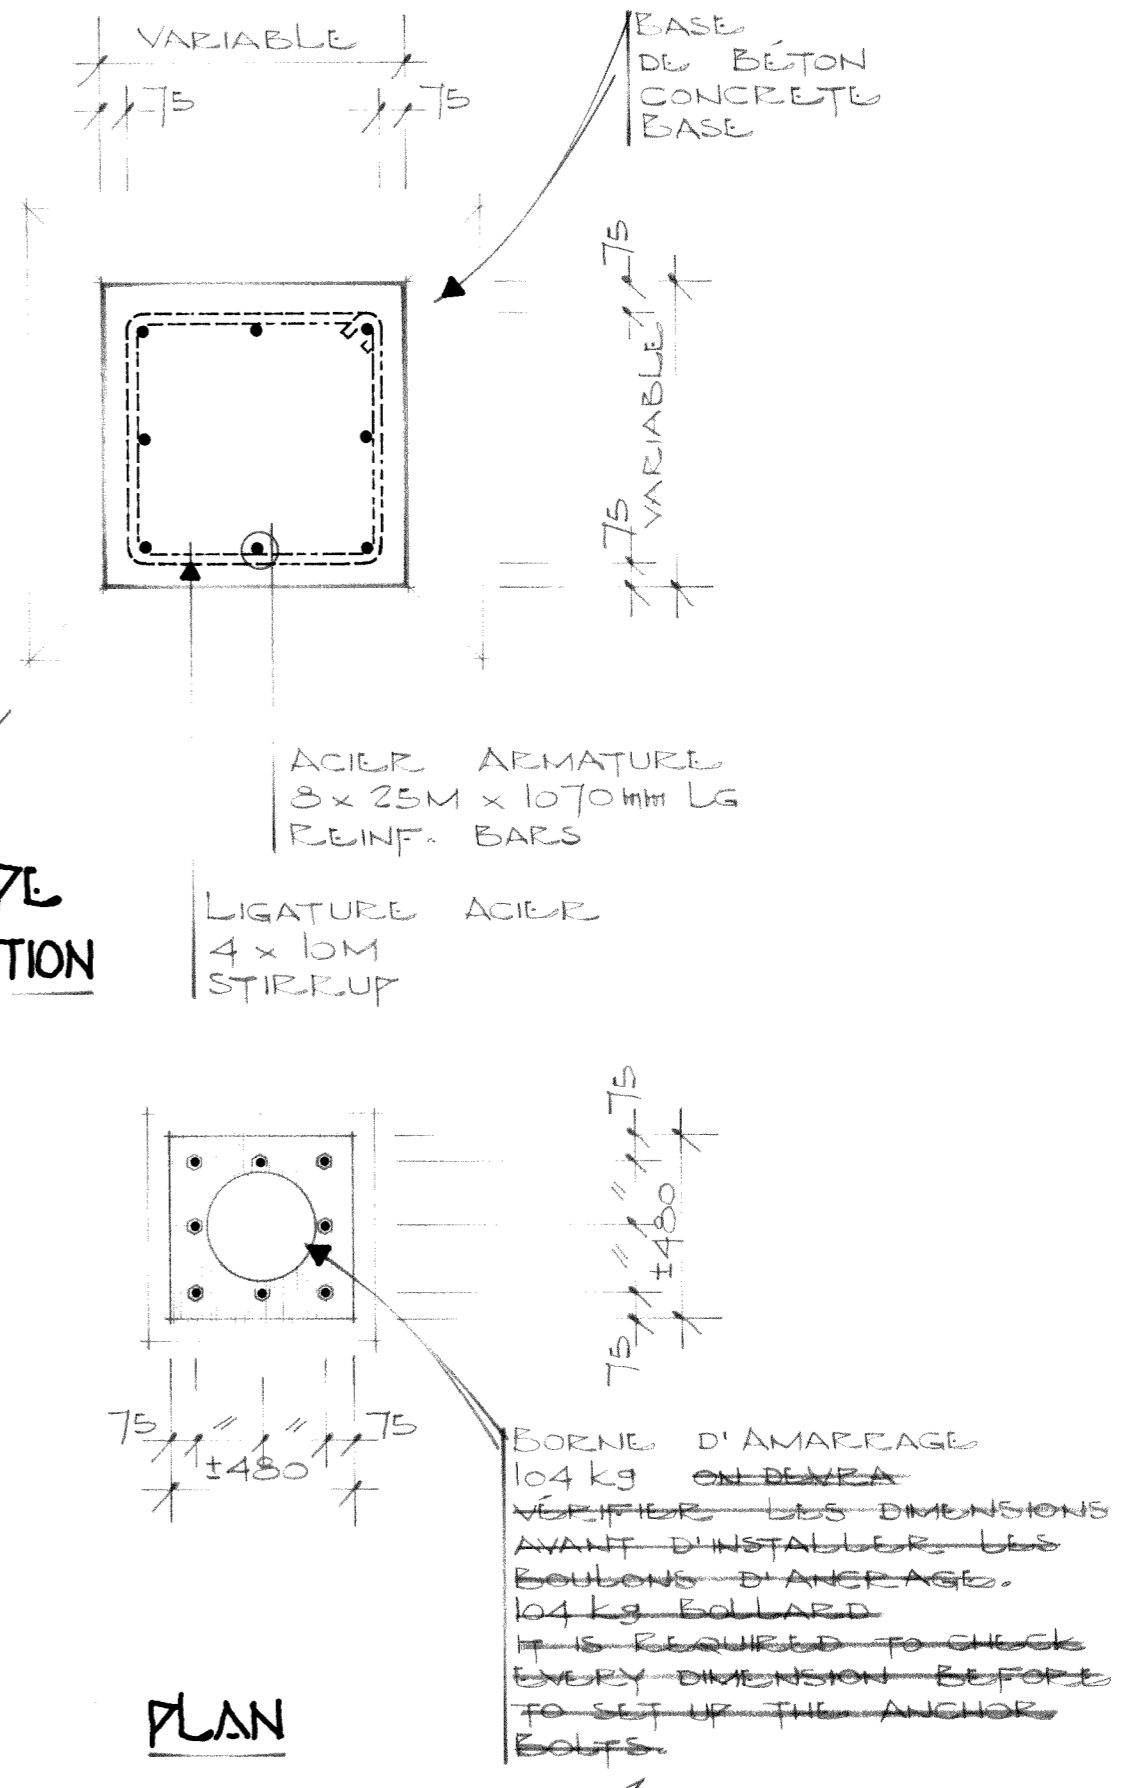 VARIABLE
75
75
BASE
DE BÉTON
CONCRETE
BASE
75
VARIABLE
75
ACIER ARMATURE
8 x 25M x 1070mm LG
REINF. BARS
TION
LIGATURE ACIER
4 x 10M
STIRRUP
75
"
"
±480
75
75
"
"
75
±480
BORNE D'AMARRAGE
104 kg ON DEVRA
VÉRIFIER LES DIMENSIONS
AVANT D'INSTALLER LES
BOULONS D'ANCRAGE.
104 kg BOLLARD
IT IS REQUIRED TO CHECK
EVERY DIMENSION BEFORE
TO SET UP THE ANCHOR
BOLTS.
PLAN